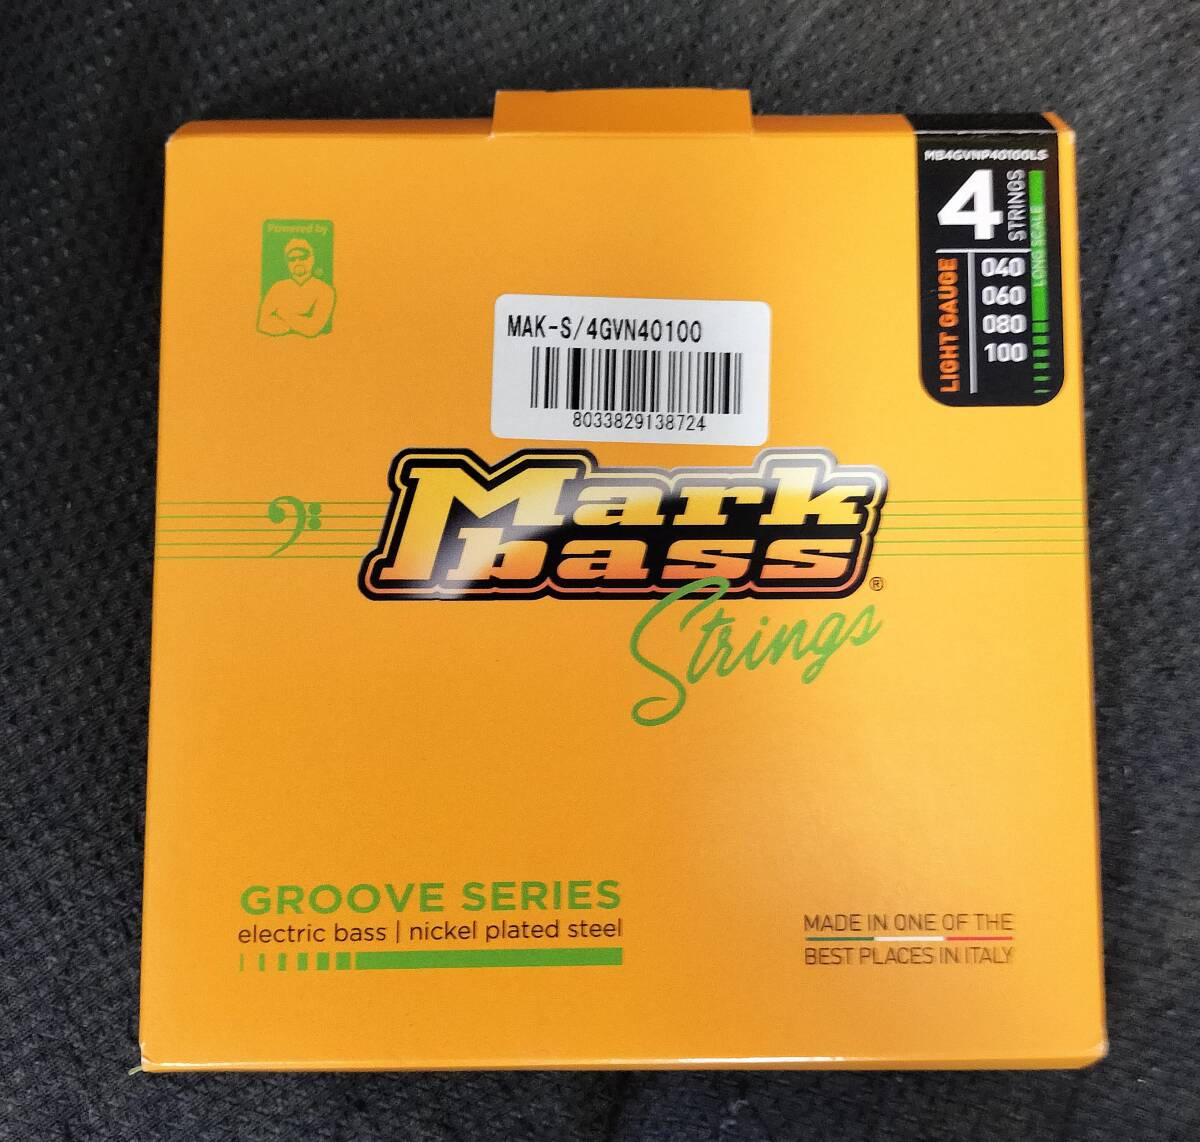 MB4GVNP40100LS
4
STRINGS
LONG SCALE
LIGHT GAUGE
040
060
080
100
Powered by
MAK-S/4GVN40100
8033829138724
Mark
bass
®
Strings
GROOVE SERIES
electric bass | nickel plated steel
MADE IN ONE OF THE
BEST PLACES IN ITALY